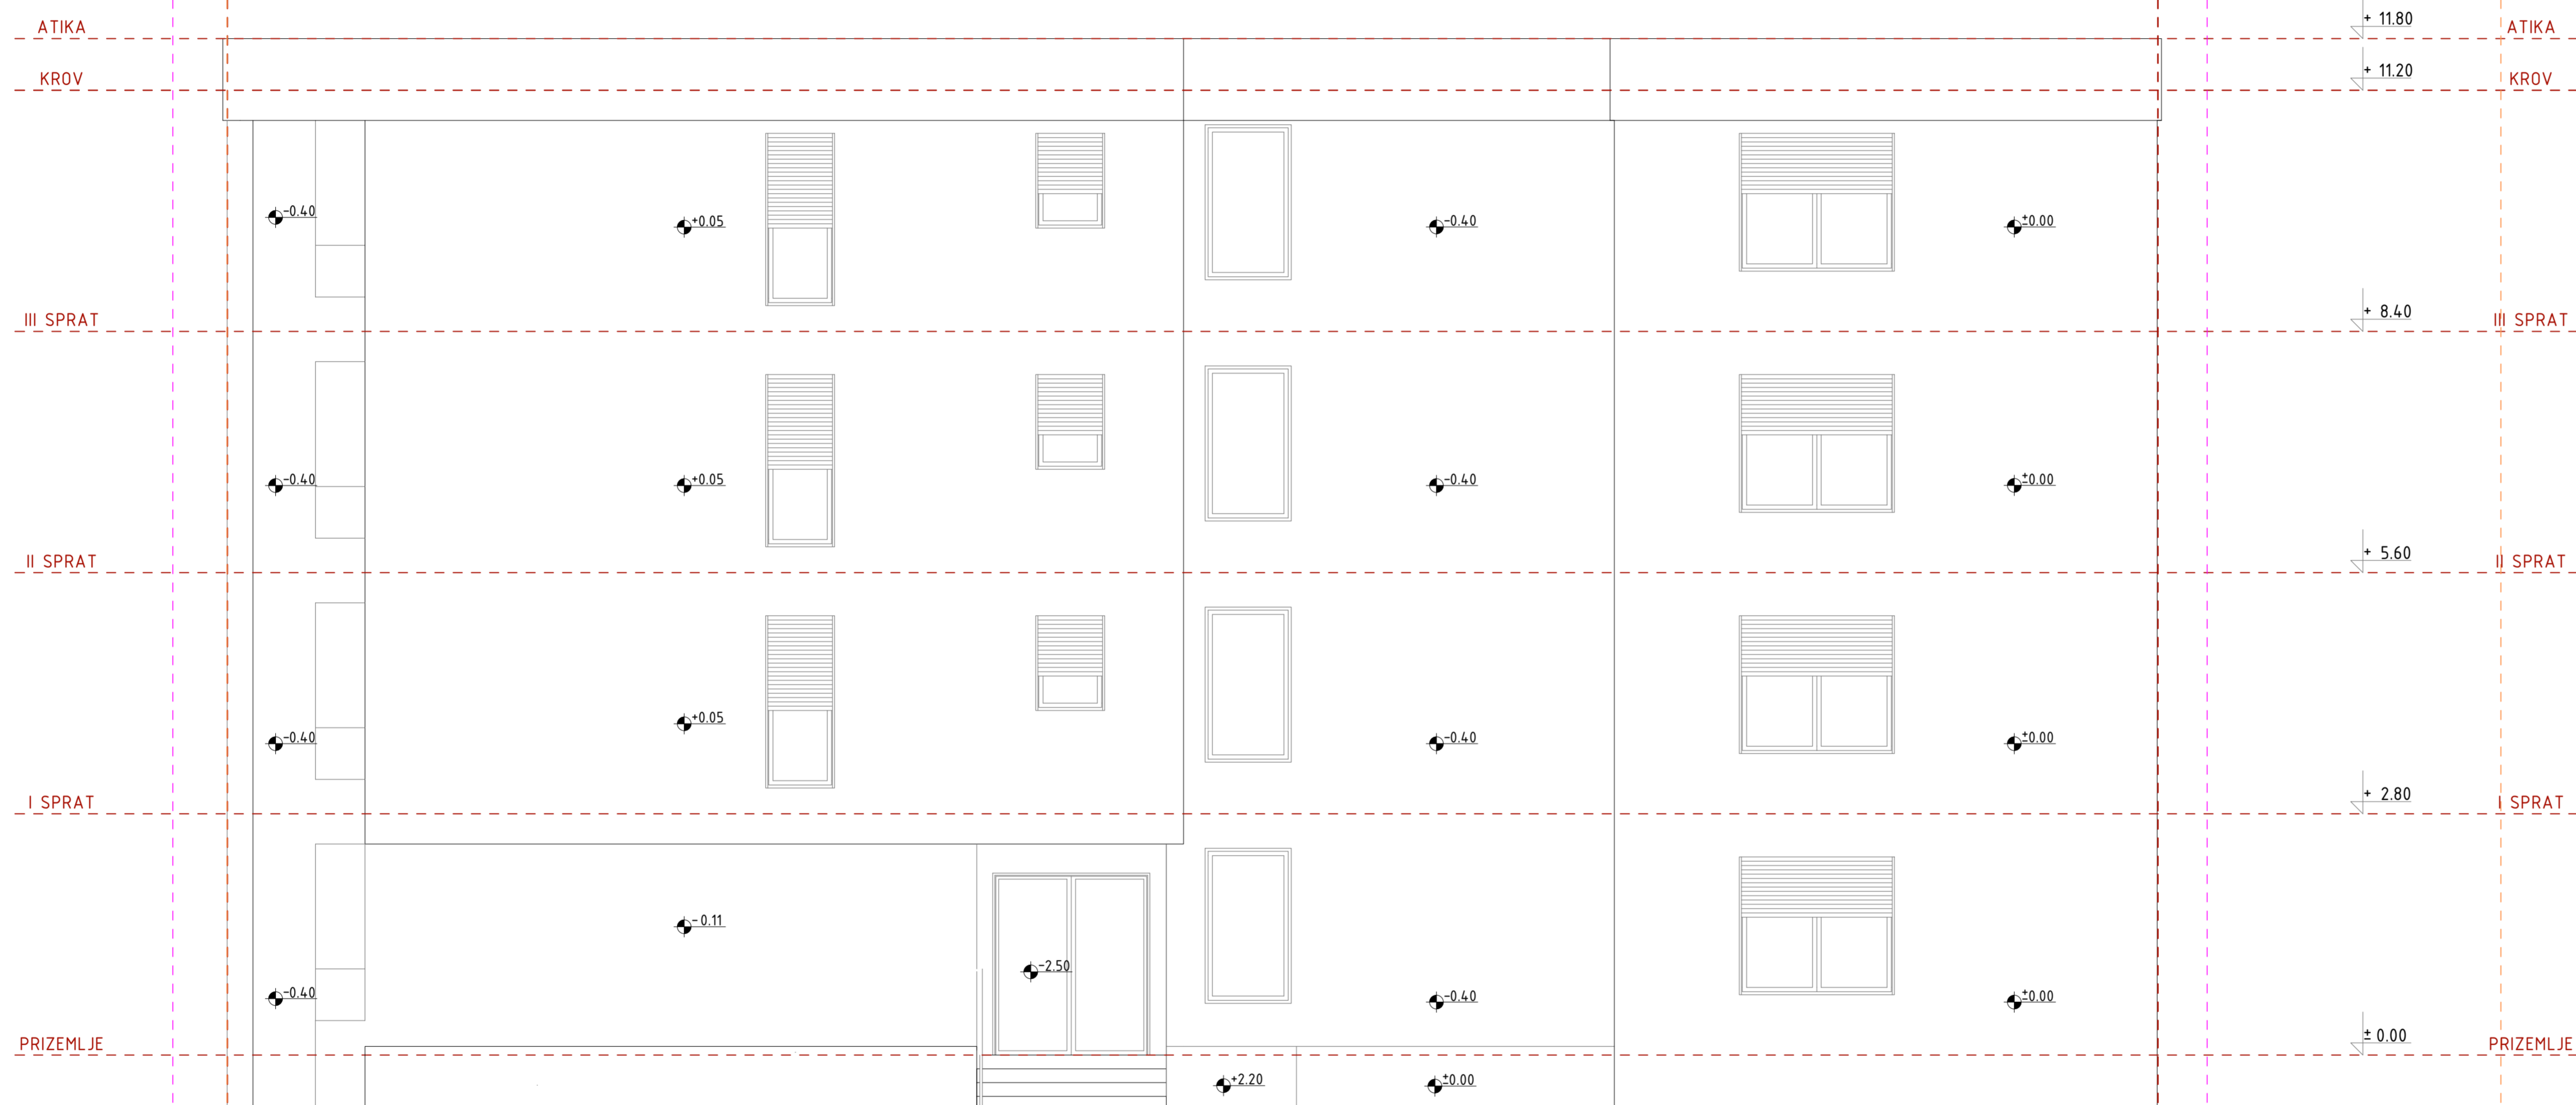 ATIKA + 11.80 ATIKA
KROV + 11.20 KROV
-0.40 +0.05 -0.40 ±0.00
III SPRAT + 8.40 III SPRAT
-0.40 +0.05 -0.40 ±0.00
II SPRAT + 5.60 II SPRAT
-0.40 +0.05 -0.40 ±0.00
I SPRAT + 2.80 I SPRAT
- 0.11
-2.50
-0.40 -0.40 ±0.00
PRIZEMLJE ± 0.00 PRIZEMLJE
+2.20 ±0.00